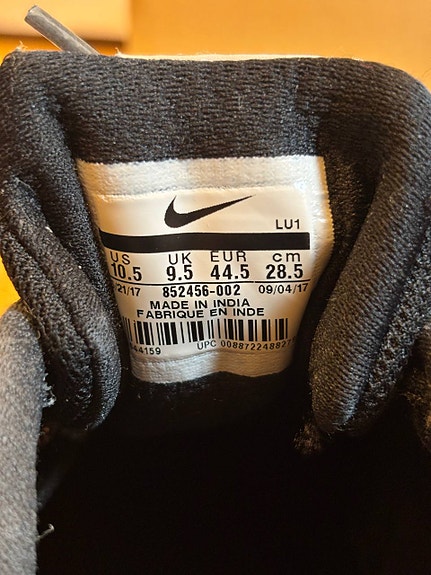 LU1
US UK EUR cm
10.5 9.5 44.5 28.5
21/17 852456-002 09/04/17
MADE IN INDIA
FABRIQUE EN INDE
4159 UPC 00887224882